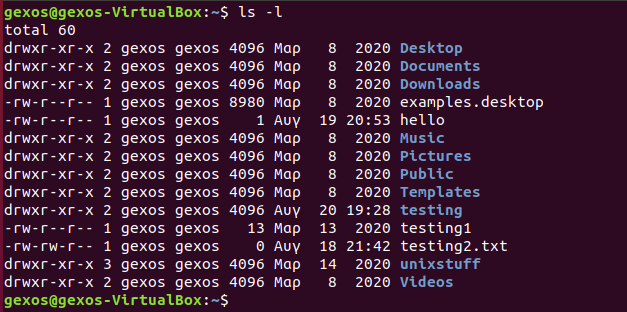 gexos@gexos-VirtualBox:~$ ls -l
total 60
drwxr-xr-x 2 gexos gexos 4096 Μαρ   8  2020 Desktop
drwxr-xr-x 2 gexos gexos 4096 Μαρ   8  2020 Documents
drwxr-xr-x 2 gexos gexos 4096 Μαρ   8  2020 Downloads
-rw-r--r-- 1 gexos gexos 8980 Μαρ   8  2020 examples.desktop
-rw-r--r-- 1 gexos gexos    1 Αυγ  19 20:53 hello
drwxr-xr-x 2 gexos gexos 4096 Μαρ   8  2020 Music
drwxr-xr-x 2 gexos gexos 4096 Μαρ   8  2020 Pictures
drwxr-xr-x 2 gexos gexos 4096 Μαρ   8  2020 Public
drwxr-xr-x 2 gexos gexos 4096 Μαρ   8  2020 Templates
drwxr-xr-x 2 gexos gexos 4096 Αυγ  20 19:28 testing
-rw-r--r-- 1 gexos gexos   13 Μαρ  13  2020 testing1
-rw-rw-r-- 1 gexos gexos    0 Αυγ  18 21:42 testing2.txt
drwxr-xr-x 3 gexos gexos 4096 Μαρ  14  2020 unixstuff
drwxr-xr-x 2 gexos gexos 4096 Μαρ   8  2020 Videos
gexos@gexos-VirtualBox:~$